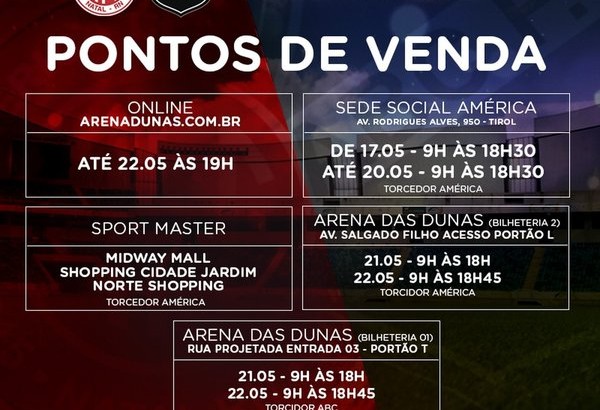 NATAL - RN
PONTOS DE VENDA
ONLINE
ARENADUNAS.COM.BR
ATÉ 22.05 ÀS 19H
SEDE SOCIAL AMÉRICA
AV. RODRIGUES ALVES, 950 - TIROL
DE 17.05 - 9H ÀS 18H30
ATÉ 20.05 - 9H ÀS 18H30
TORCEDOR AMÉRICA
SPORT MASTER
MIDWAY MALL
SHOPPING CIDADE JARDIM
NORTE SHOPPING
TORCEDOR AMÉRICA
ARENA DAS DUNAS (BILHETERIA 2)
AV. SALGADO FILHO ACESSO PORTÃO L
21.05 - 9H ÀS 18H
22.05 - 9H ÀS 18H45
TORCIDOR AMÉRICA
ARENA DAS DUNAS (BILHETERIA 01)
RUA PROJETADA ENTRADA 03 - PORTÃO T
21.05 - 9H ÀS 18H
22.05 - 9H ÀS 18H45
TORCIDOR ABC